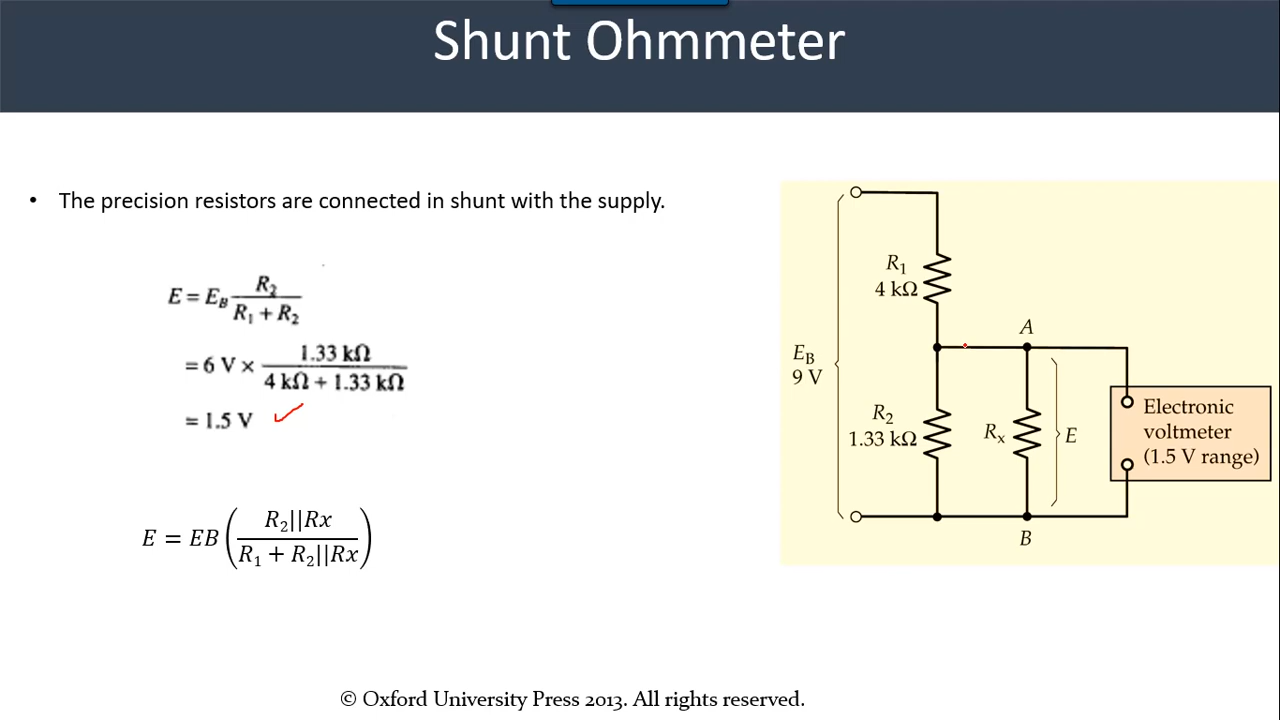 Shunt Ohmmeter
• The precision resistors are connected in shunt with the supply.
E = E_B R₂ / (R₁ + R₂)
= 6 V × 1.33 kΩ / (4 kΩ + 1.33 kΩ)
= 1.5 V
E = EB (R₂||Rx / (R₁ + R₂||Rx))
R₁
4 kΩ
A
E_B
9 V
R₂
1.33 kΩ
Rₓ
E
Electronic
voltmeter
(1.5 V range)
B
© Oxford University Press 2013. All rights reserved.